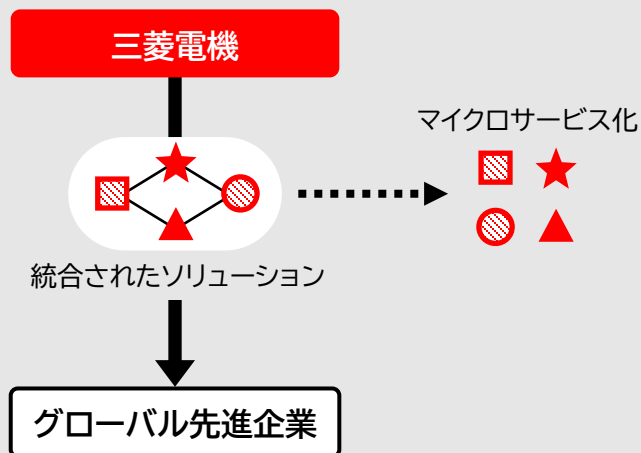 三菱電機
マイクロサービス化
統合されたソリューション
グローバル先進企業